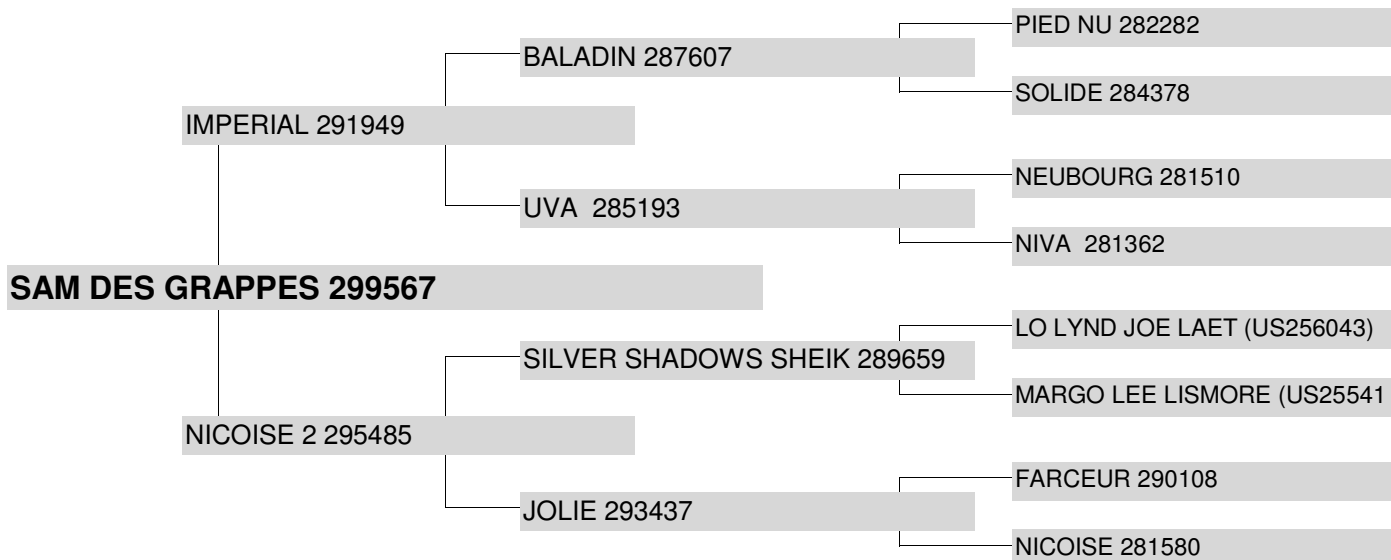 PIED NU 282282
BALADIN 287607
SOLIDE 284378
IMPERIAL 291949
NEUBOURG 281510
UVA  285193
NIVA  281362
SAM DES GRAPPES 299567
LO LYND JOE LAET (US256043)
SILVER SHADOWS SHEIK 289659
MARGO LEE LISMORE (US25541
NICOISE 2 295485
FARCEUR 290108
JOLIE 293437
NICOISE 281580